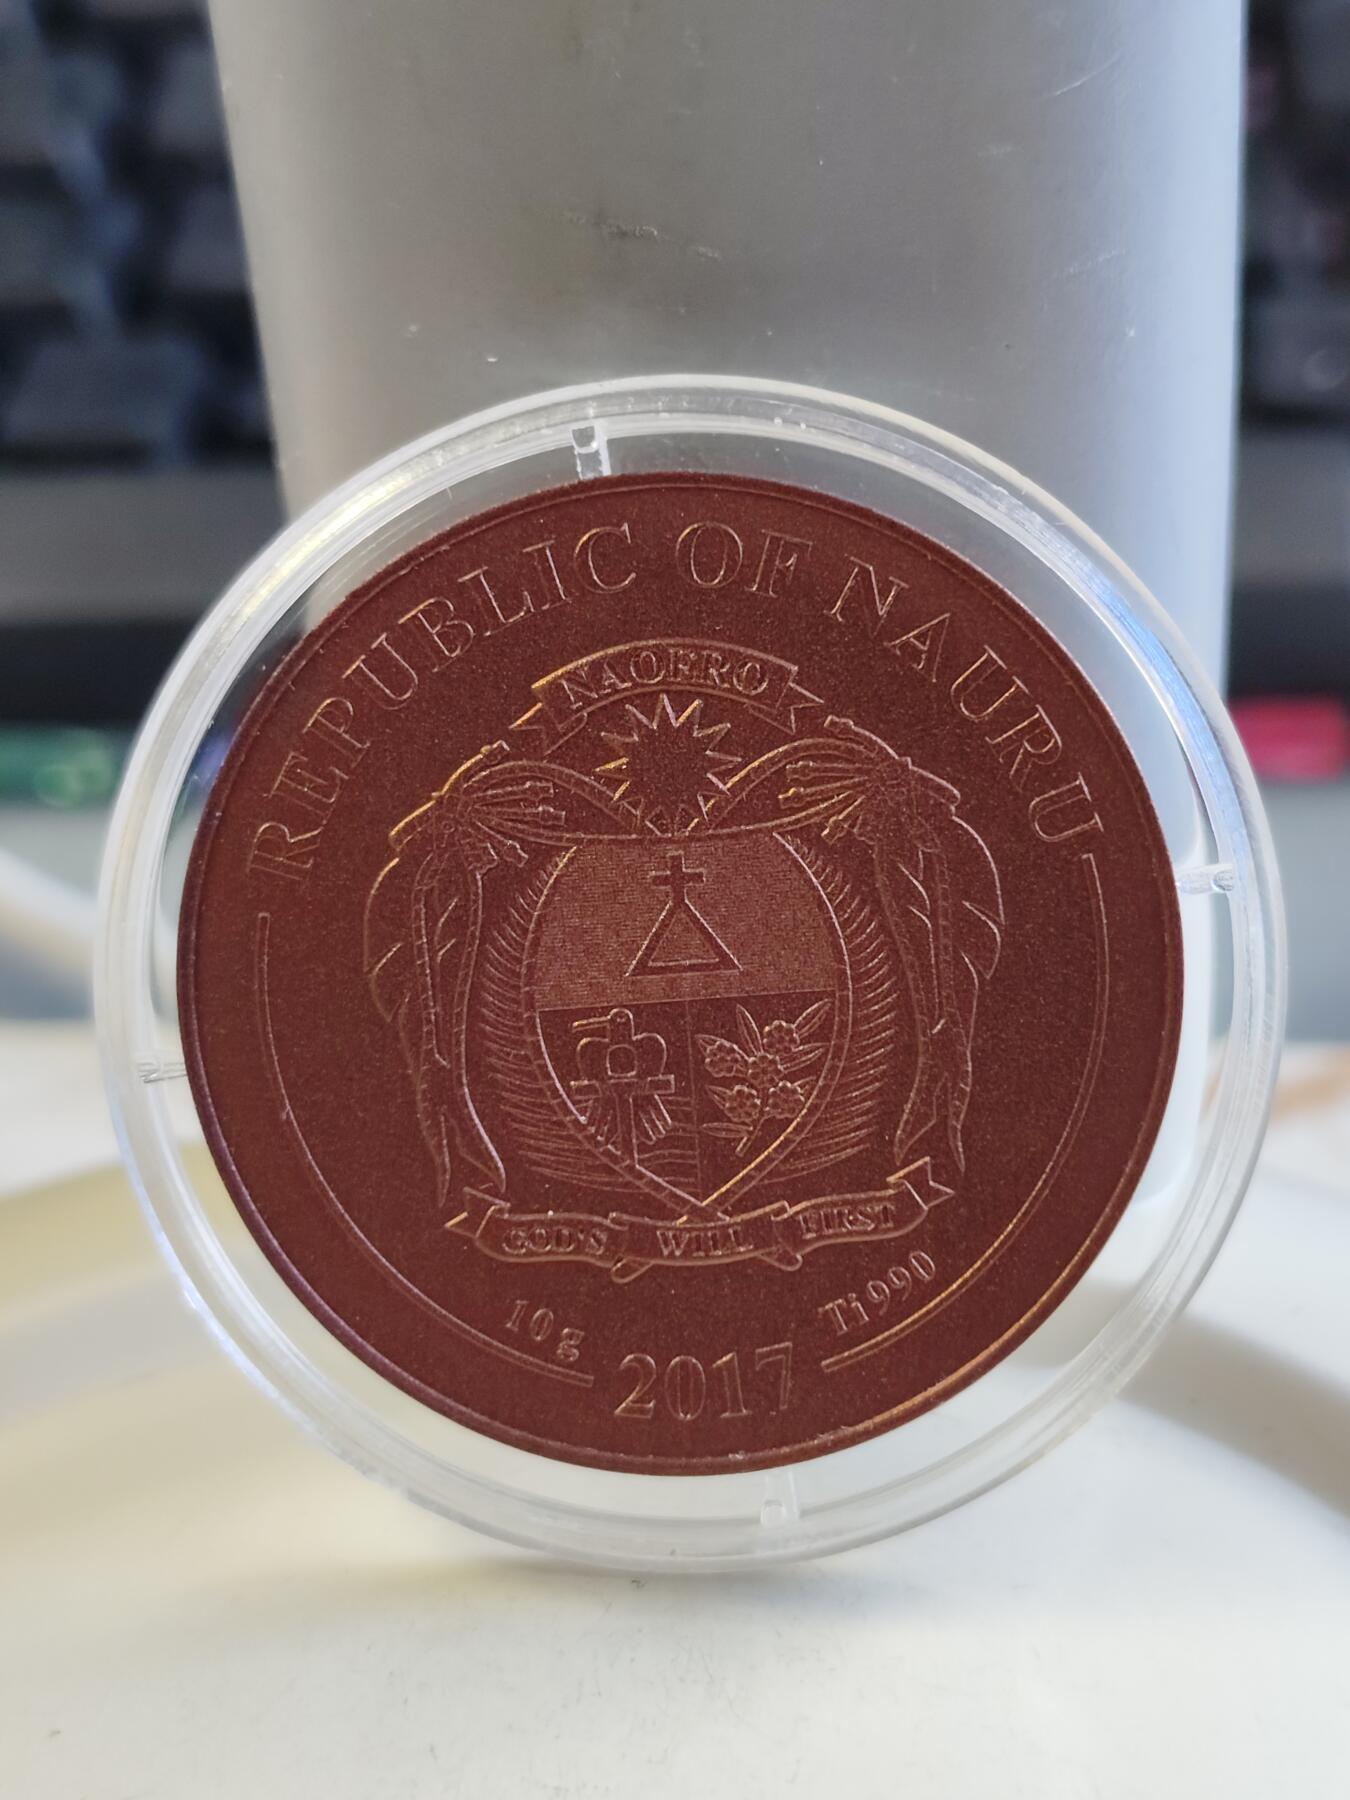 REPUBLIC OF NAURU
NAOERO
GOD'S WILL FIRST
10g
2017
Ti990